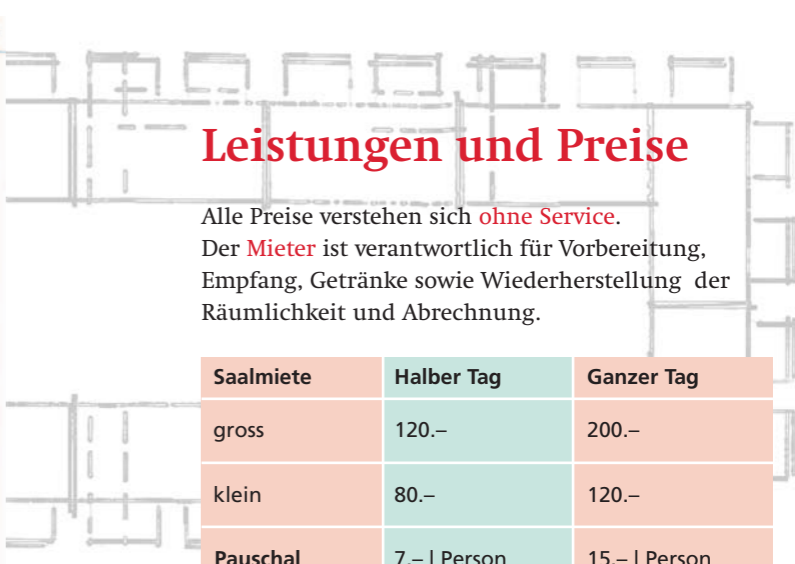 Leistungen und Preise
Alle Preise verstehen sich ohne Service.
Der Mieter ist verantwortlich für Vorbereitung,
Empfang, Getränke sowie Wiederherstellung der
Räumlichkeit und Abrechnung.
Saalmiete Halber Tag Ganzer Tag
gross 120.– 200.–
klein 80.– 120.–
Pauschal 7.– | Person 15.– | Person